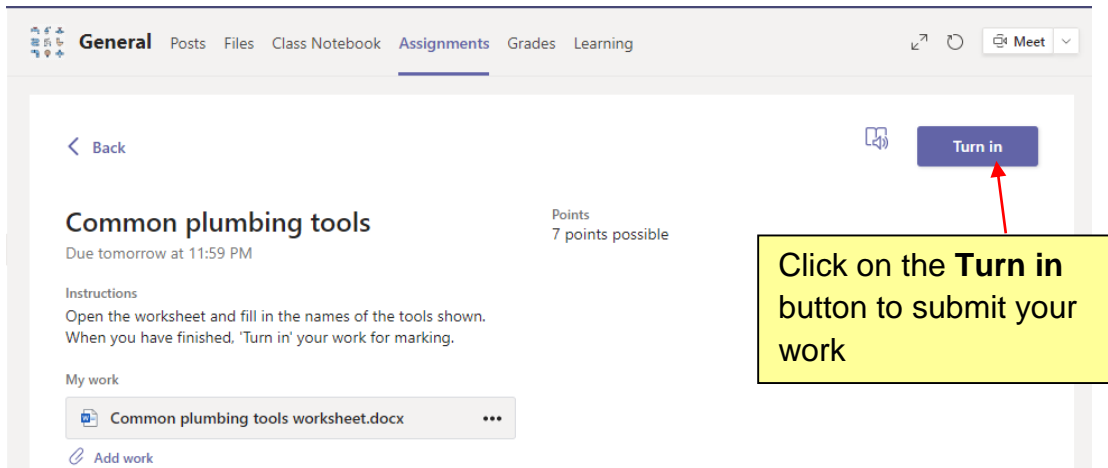 General Posts Files Class Notebook Assignments Grades Learning Meet
Back
Turn in
Common plumbing tools
Due tomorrow at 11:59 PM
Points
7 points possible
Instructions
Open the worksheet and fill in the names of the tools shown.
When you have finished, 'Turn in' your work for marking.
My work
Common plumbing tools worksheet.docx
Add work
Click on the Turn in
button to submit your
work